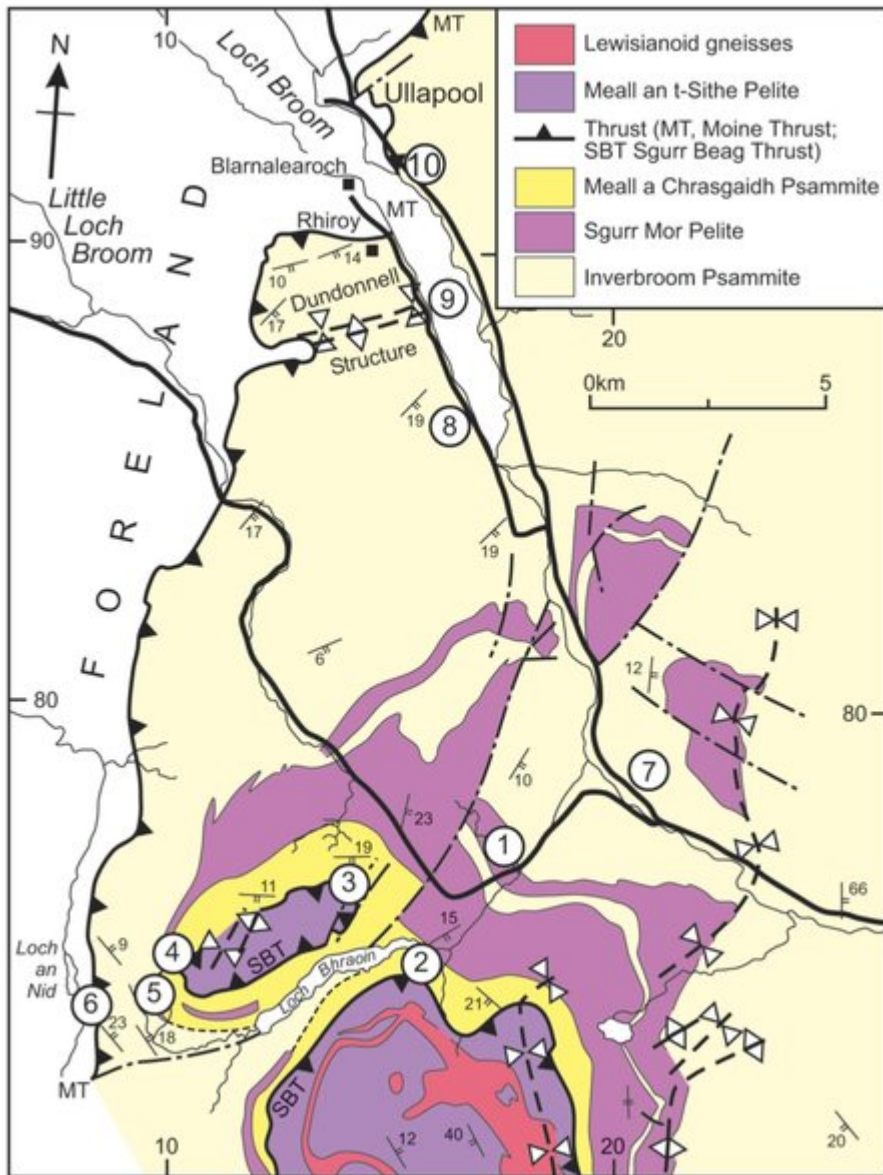 Lewisianoid gneisses
Meall an t-Sithe Pelite
Thrust (MT, Moine Thrust;
SBT Sgurr Beag Thrust)
Meall a Chrasgaidh Psammite
Sgurr Mor Pelite
Inverbroom Psammite
N
10
MT
Loch Broom
Ullapool
10
Blarnalearoch
MT
Little
Loch
Broom
Rhiroy
90
14
10
Dundonnell
17
9
Structure
20
0km
5
FORELAND
19
8
17
19
6
12
80
80
10
7
23
1
66
19
3
11
15
4
SBT
Loch Bhraoin
2
9
Loch
an
Nid
5
6
21
23
18
MT
SBT
12
40
10
20
20